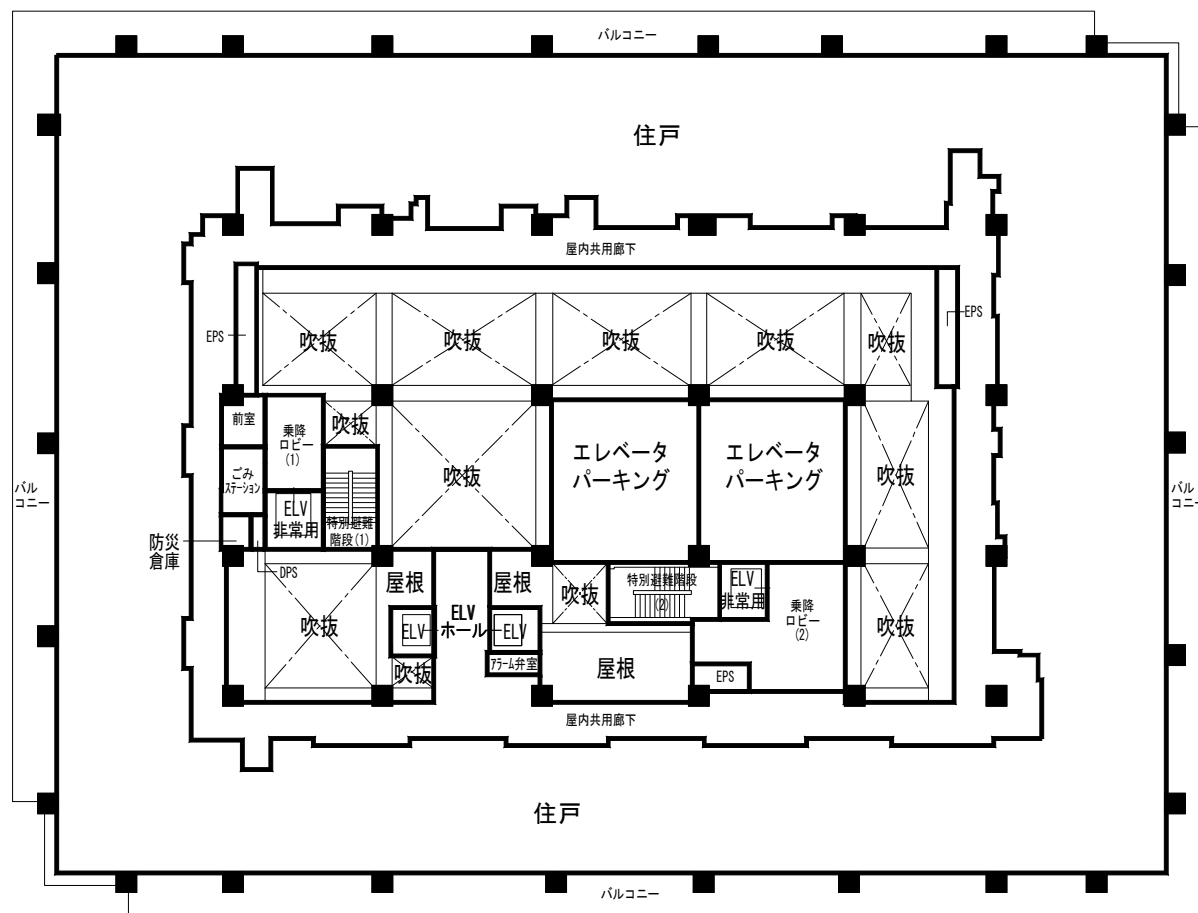 バルコニー
住戸
屋内共用廊下
EPS
吹抜
吹抜
吹抜
吹抜
吹抜
EPS
前室
乗降
ロビー
(1)
吹抜
吹抜
エレベータ
パーキング
エレベータ
パーキング
吹抜
ごみ
ステーション
ELV
非常用
特別避難
階段(1)
バル
コニー
バル
コニー
防災
倉庫
DPS
屋根
ELV
ホール
屋根
吹抜
特別避難階段
(2)
ELV
非常用
乗降
ロビー
(2)
吹抜
吹抜
ELV
ELV
吹抜
アラーム弁室
屋根
EPS
屋内共用廊下
住戸
バルコニー